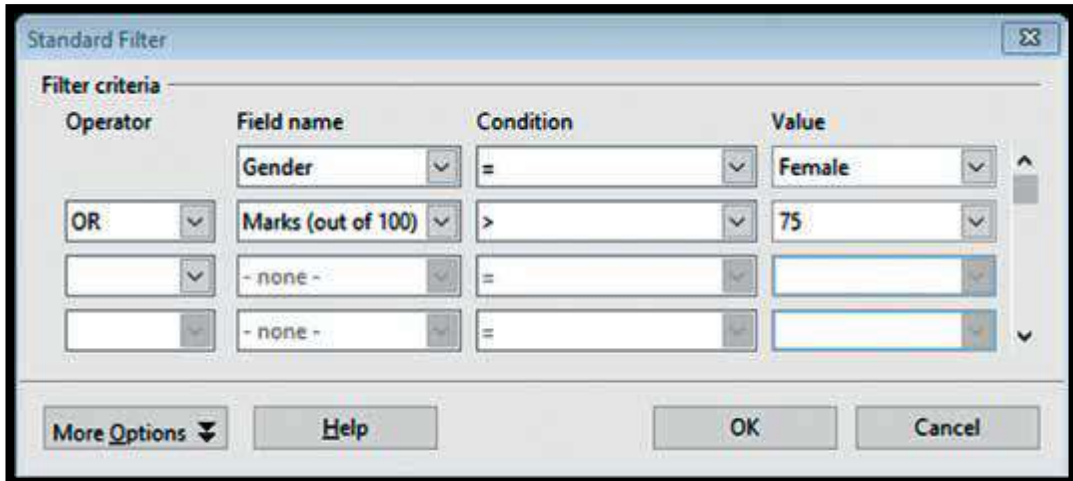 Standard Filter
Filter criteria
Operator Field name Condition Value
Gender = Female
OR Marks (out of 100) > 75
- none - =
- none - =
More Options Help OK Cancel